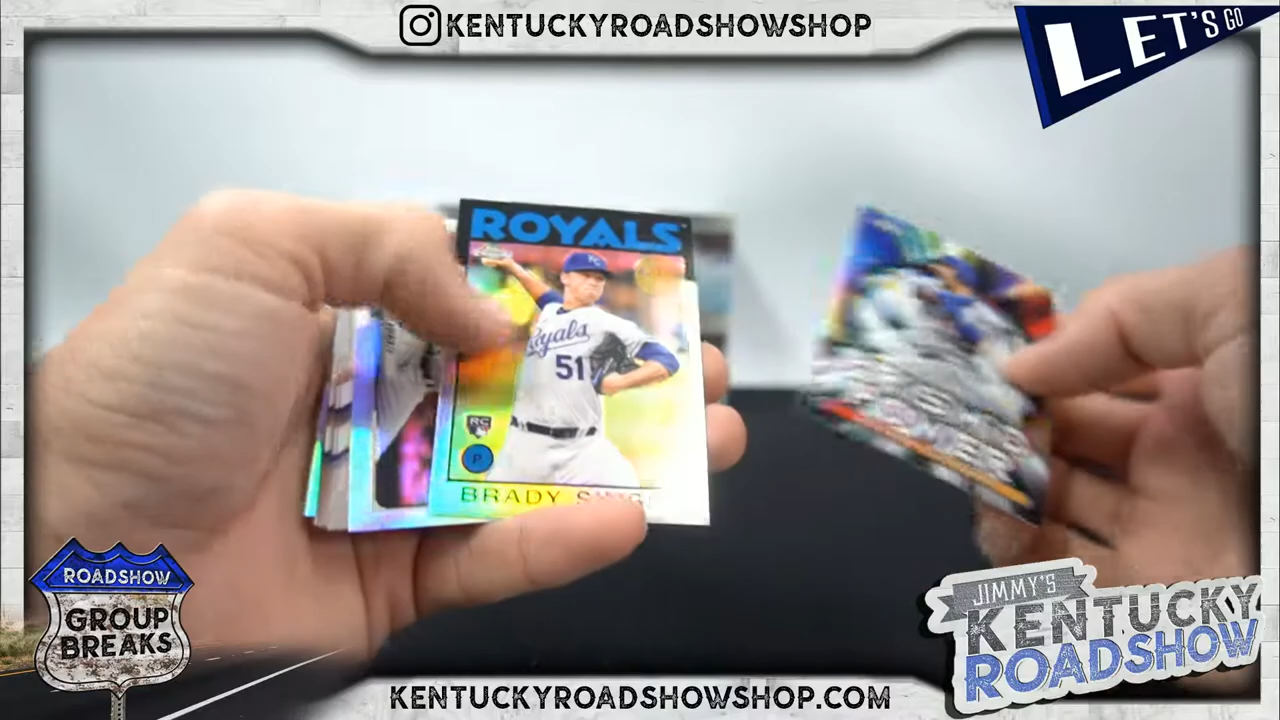 KENTUCKYROADSHOWSHOP
LET'S GO
ROYALS
Royals
51
RC
P
BRADY
ROADSHOW
GROUP
BREAKS
JIMMY'S
KENTUCKY
ROADSHOW
KENTUCKYROADSHOWSHOP.COM